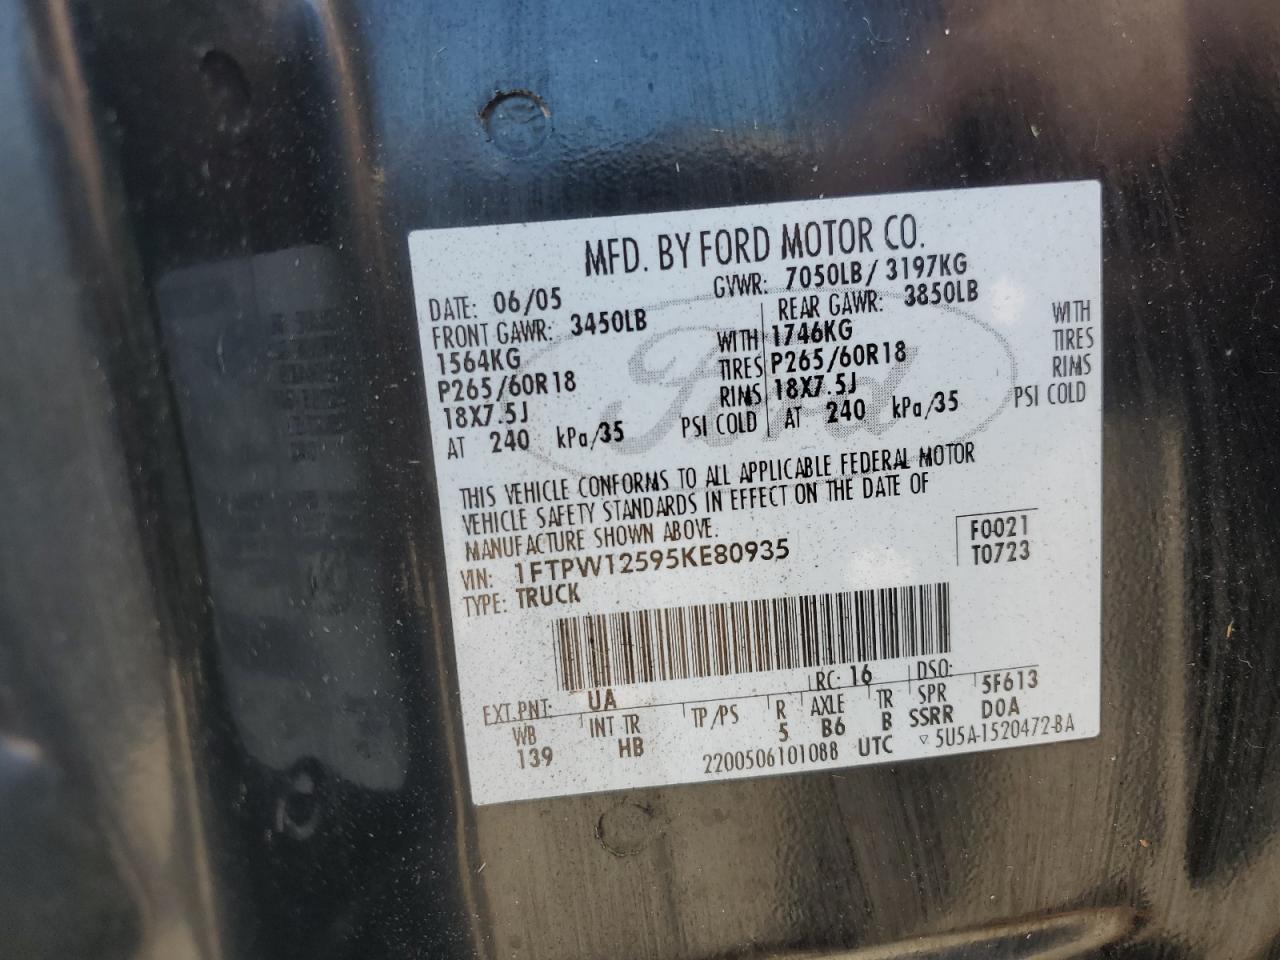 MFD. BY FORD MOTOR CO.
DATE: 06/05 GVWR: 7050LB / 3197KG
FRONT GAWR: 3450LB REAR GAWR: 3850LB
1564KG WITH 1746KG WITH
P265/60R18 TIRES P265/60R18 TIRES
18X7.5J RIMS 18X7.5J RIMS
AT 240 kPa/35 PSI COLD AT 240 kPa/35 PSI COLD
Ford
THIS VEHICLE CONFORMS TO ALL APPLICABLE FEDERAL MOTOR
VEHICLE SAFETY STANDARDS IN EFFECT ON THE DATE OF
MANUFACTURE SHOWN ABOVE.
VIN: 1FTPW12595KE80935 F0021
TYPE: TRUCK T0723
EXT.PNT: UA RC: 16 DSO:
WB INT TR TP/PS R AXLE TR SPR 5F613
139 HB 5 B6 B SSRR DOA
2200506101088 UTC ▽ 5U5A-1520472-BA